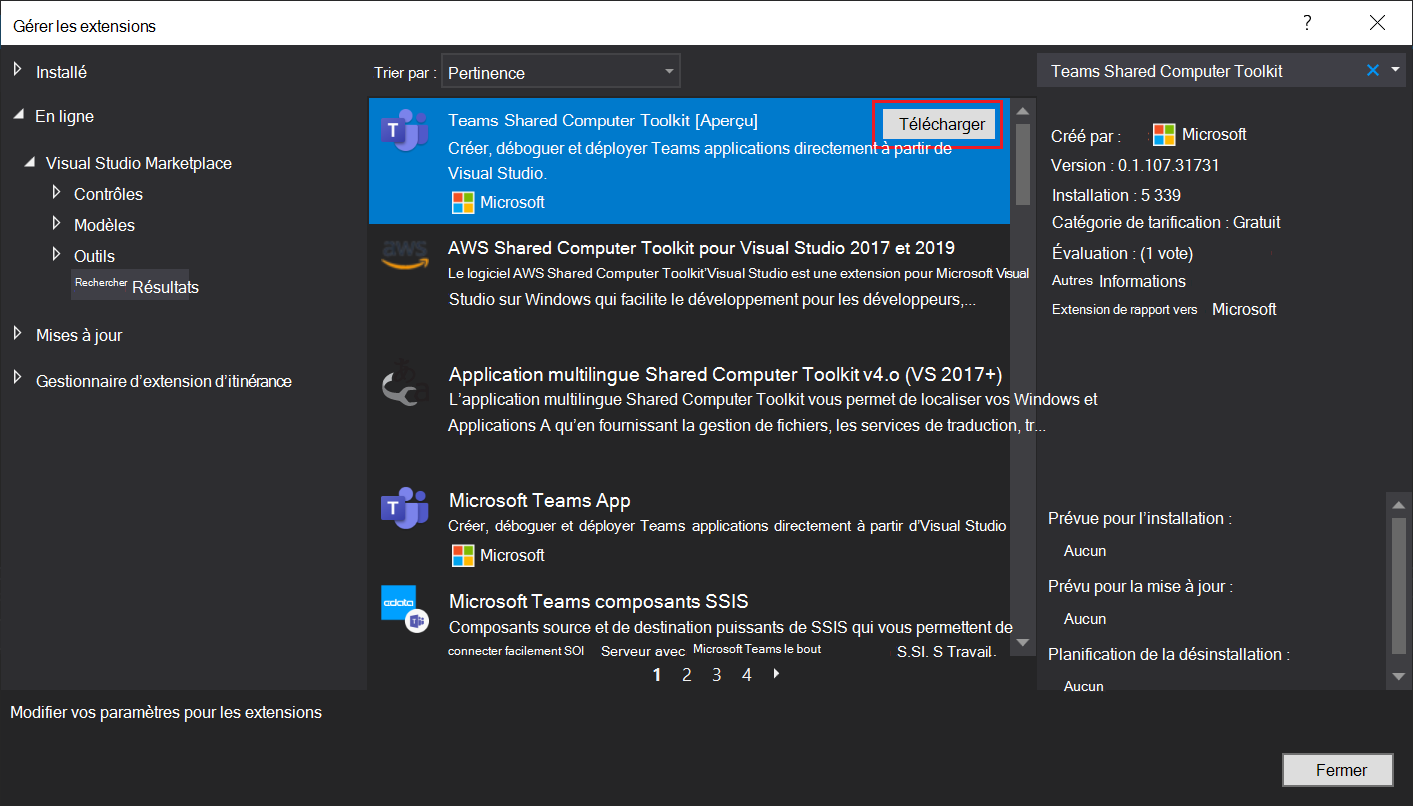 Gérer les extensions
?
Installé
En ligne
Visual Studio Marketplace
Contrôles
Modèles
Outils
Rechercher Résultats
Mises à jour
Gestionnaire d’extension d’itinérance
Trier par : Pertinence
Teams Shared Computer Toolkit [Aperçu]
Télécharger
Créer, déboguer et déployer Teams applications directement à partir de
Visual Studio.
Microsoft
aws
AWS Shared Computer Toolkit pour Visual Studio 2017 et 2019
Le logiciel AWS Shared Computer Toolkit’Visual Studio est une extension pour Microsoft Visual
Studio sur Windows qui facilite le développement pour les développeurs,...
Application multilingue Shared Computer Toolkit v4.o (VS 2017+)
L’application multilingue Shared Computer Toolkit vous permet de localiser vos Windows et
Applications A qu’en fournissant la gestion de fichiers, les services de traduction, tr...
Microsoft Teams App
Créer, déboguer et déployer Teams applications directement à partir d’Visual Studio
Microsoft
cdata
Microsoft Teams composants SSIS
Composants source et de destination puissants de SSIS qui vous permettent de
connecter facilement SOI Serveur avec Microsoft Teams le bout S.SI. S Travail.
1 2 3 4
Teams Shared Computer Toolkit
Créé par : Microsoft
Version : 0.1.107.31731
Installation : 5 339
Catégorie de tarification : Gratuit
Évaluation : (1 vote)
Autres Informations
Extension de rapport vers Microsoft
Prévue pour l’installation :
Aucun
Prévu pour la mise à jour :
Aucun
Planification de la désinstallation :
Aucun
Modifier vos paramètres pour les extensions
Fermer